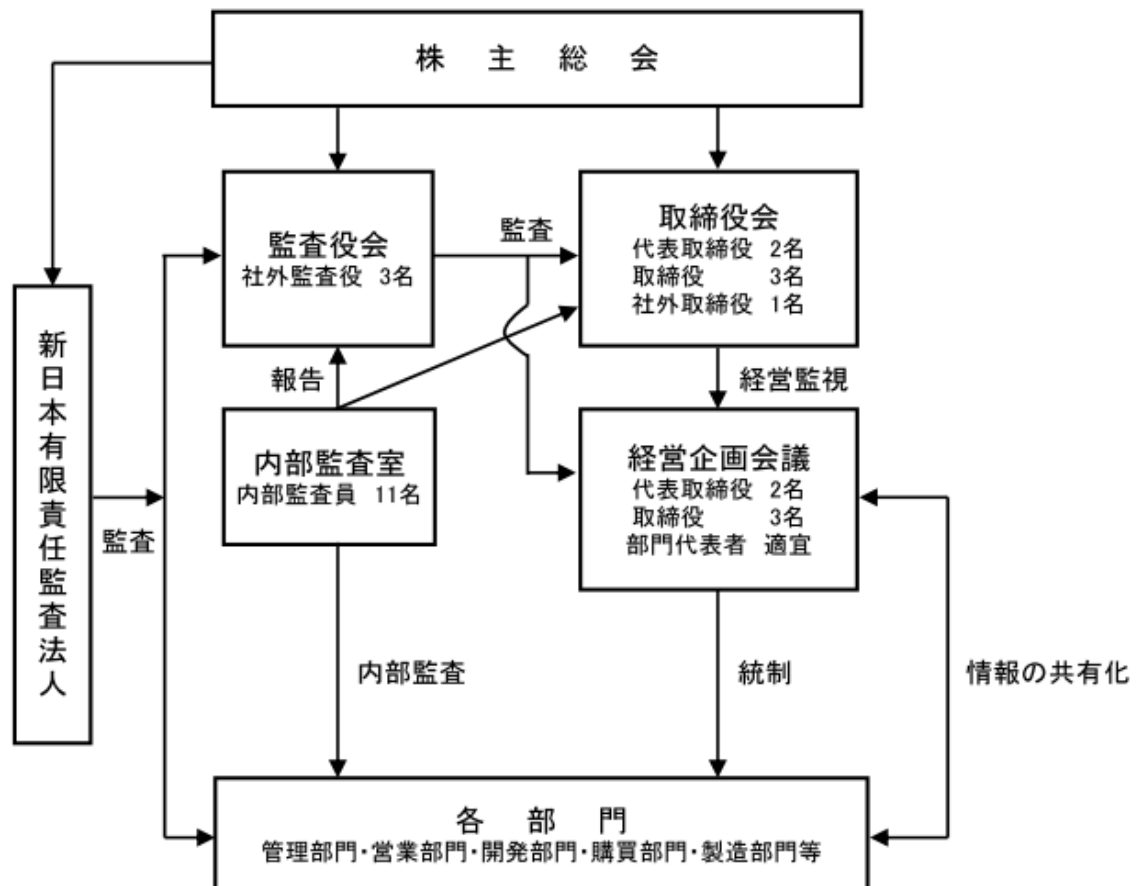 株 主 総 会
監査役会
社外監査役 3名
監査
取締役会
代表取締役 2名
取締役 3名
社外取締役 1名
新日本有限責任監査法人
報告
経営監視
内部監査室
内部監査員 11名
経営企画会議
代表取締役 2名
取締役 3名
部門代表者 適宜
監査
内部監査
統制
情報の共有化
各 部 門
管理部門・営業部門・開発部門・購買部門・製造部門等